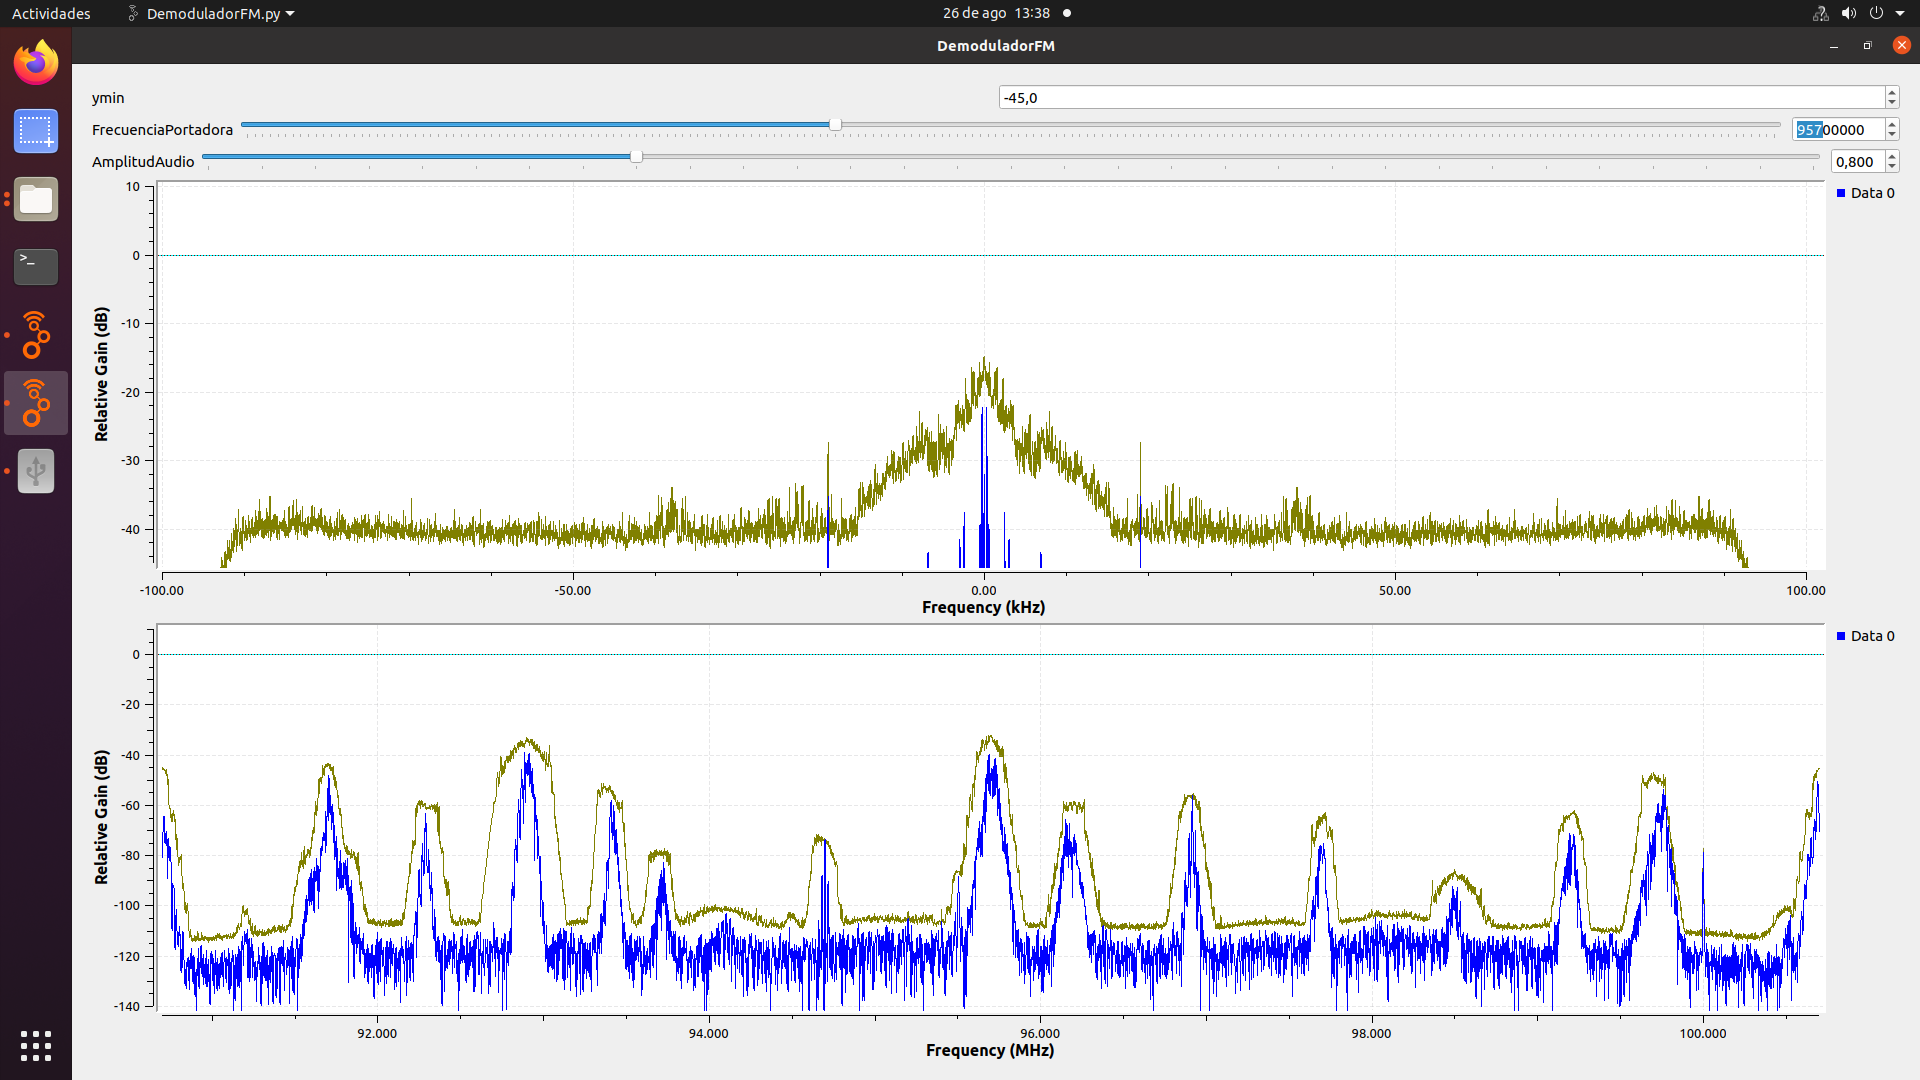 Actividades DemoduladorFM.py 26 de ago 13:38
DemoduladorFM
ymin -45,0
FrecuenciaPortadora 95700000
AmplitudAudio 0,800
10
0
-10
-20
-30
-40
Relative Gain (dB)
Data 0
-100.00 -50.00 0.00 50.00 100.00
Frequency (kHz)
0
-20
-40
-60
-80
-100
-120
-140
Relative Gain (dB)
Data 0
92.000 94.000 96.000 98.000 100.000
Frequency (MHz)